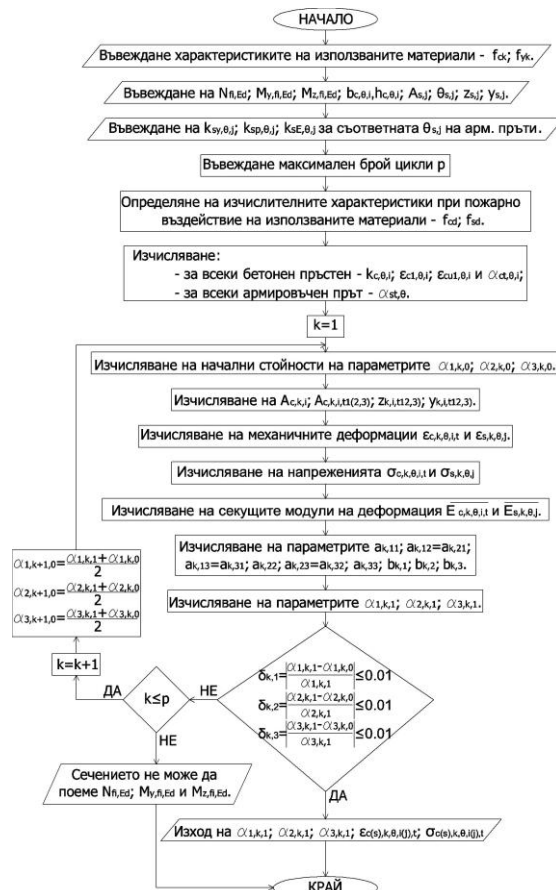 НАЧАЛО
Въвеждане характеристиките на използваните материали - fck; fyk.
Въвеждане на Nfi,Ed; My,fi,Ed; Mz,fi,Ed; bc,θ,i,hc,θ,i; As,j; θs,j; zs,j; ys,j.
Въвеждане на ksy,θ,j; ksp,θ,j; ksE,θ,j за съответната θs,j на арм. пръти.
Въвеждане максимален брой цикли p
Определяне на изчислителните характеристики при пожарно
въздействие на използваните материали - fcd; fsd.
Изчисляване:
- за всеки бетонен пръстен - kc,θ,i; εc1,θ,i; εcu1,θ,i и αct,θ,i;
- за всеки армировъчен прът - αst,θ.
k=1
Изчисляване на начални стойности на параметрите α1,k,0; α2,k,0; α3,k,0.
Изчисляване на Ac,k,i; Ac,k,i,t1(2,3); zk,i,t12,3); yk,i,t12,3).
Изчисляване на механичните деформации εc,k,θ,i,t и εs,k,θ,j.
Изчисляване на напреженията σc,k,θ,i,t и σs,k,θ,j
Изчисляване на секущите модули на деформация Ec,k,θ,i,t и Es,k,θ,j.
Изчисляване на параметрите ak,11; ak,12=ak,21;
ak,13=ak,31; ak,22; ak,23=ak,32; ak,33; bk,1; bk,2; bk,3.
Изчисляване на параметрите α1,k,1; α2,k,1; α3,k,1.
α1,k+1,0=α1,k,1+α1,k,0
2
α2,k+1,0=α2,k,1+α2,k,0
2
α3,k+1,0=α3,k,1+α3,k,0
2
k=k+1
ДА
k≤p
НЕ
НЕ
δk,1=|α1,k,1-α1,k,0
α1,k,1|≤0.01
δk,2=|α2,k,1-α2,k,0
α2,k,1|≤0.01
δk,3=|α3,k,1-α3,k,0
α3,k,1|≤0.01
ДА
Сечението не може да
поеме Nfi,Ed; My,fi,Ed и Mz,fi,Ed.
Изход на α1,k,1; α2,k,1; α3,k,1; εc(s),k,θ,i(j),t; σc(s),k,θ,i(j),t
КРАЙ